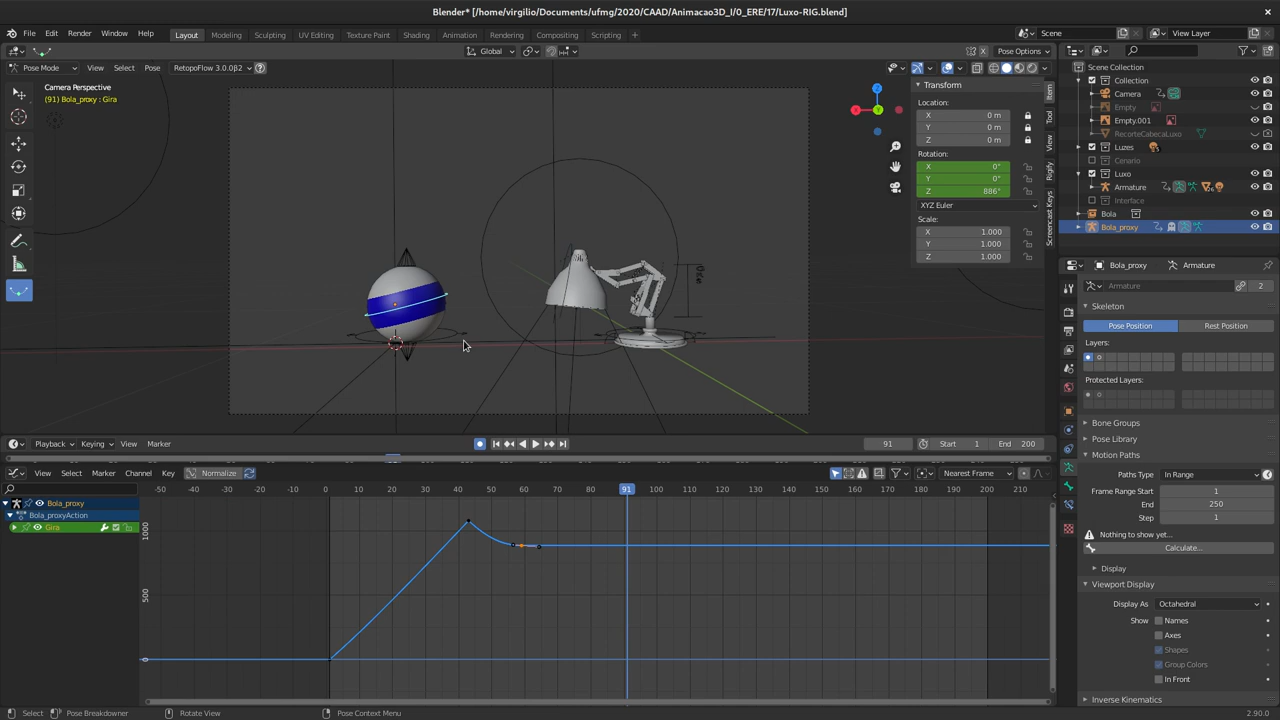 Blender* [/home/virgilio/Documents/ufmg/2020/CAAD/Animacao3D_I/0_ERE/17/Luxo-RIG.blend]
File Edit Render Window Help Layout Modeling Sculpting UV Editing Texture Paint Shading Animation Rendering Compositing Scripting + Scene View Layer
Global Pose Options
Pose Mode View Select Pose RetopoFlow 3.0.0β2
Camera Perspective
(91) Bola_proxy : Gira
X
Y
Z
Transform
Location:
X 0 m
Y 0 m
Z 0 m
Rotation:
X 0°
Y 0°
Z 886°
XYZ Euler
Scale:
X 1.000
Y 1.000
Z 1.000
Item
Tool
View
Rigify
Screencast Keys
Scene Collection
Collection
Camera
Empty
Empty.001
RecorteCabecaLuxo
Luzes
Cenario
Luxo
Armature
Interface
Bola
Bola_proxy
Bola_proxy Armature
Armature 2
Skeleton
Pose Position Rest Position
Layers:
Protected Layers:
Bone Groups
Pose Library
Motion Paths
Paths Type In Range
Frame Range Start 1
End 250
Step 1
Nothing to show yet...
Calculate...
Display
Viewport Display
Display As Octahedral
Show Names
Axes
Shapes
Group Colors
In Front
Inverse Kinematics
Playback Keying View Marker 91 Start 1 End 200
View Select Marker Channel Key Normalize Nearest Frame
-50 -40 -30 -20 -10 0 10 20 30 40 50 60 70 80 91 100 110 120 130 140 150 160 170 180 190 200 210
Bola_proxy
Bola_proxyAction
Gira
1000
500
0
Select Pose Breakdowner Rotate View Pose Context Menu 2.90.0